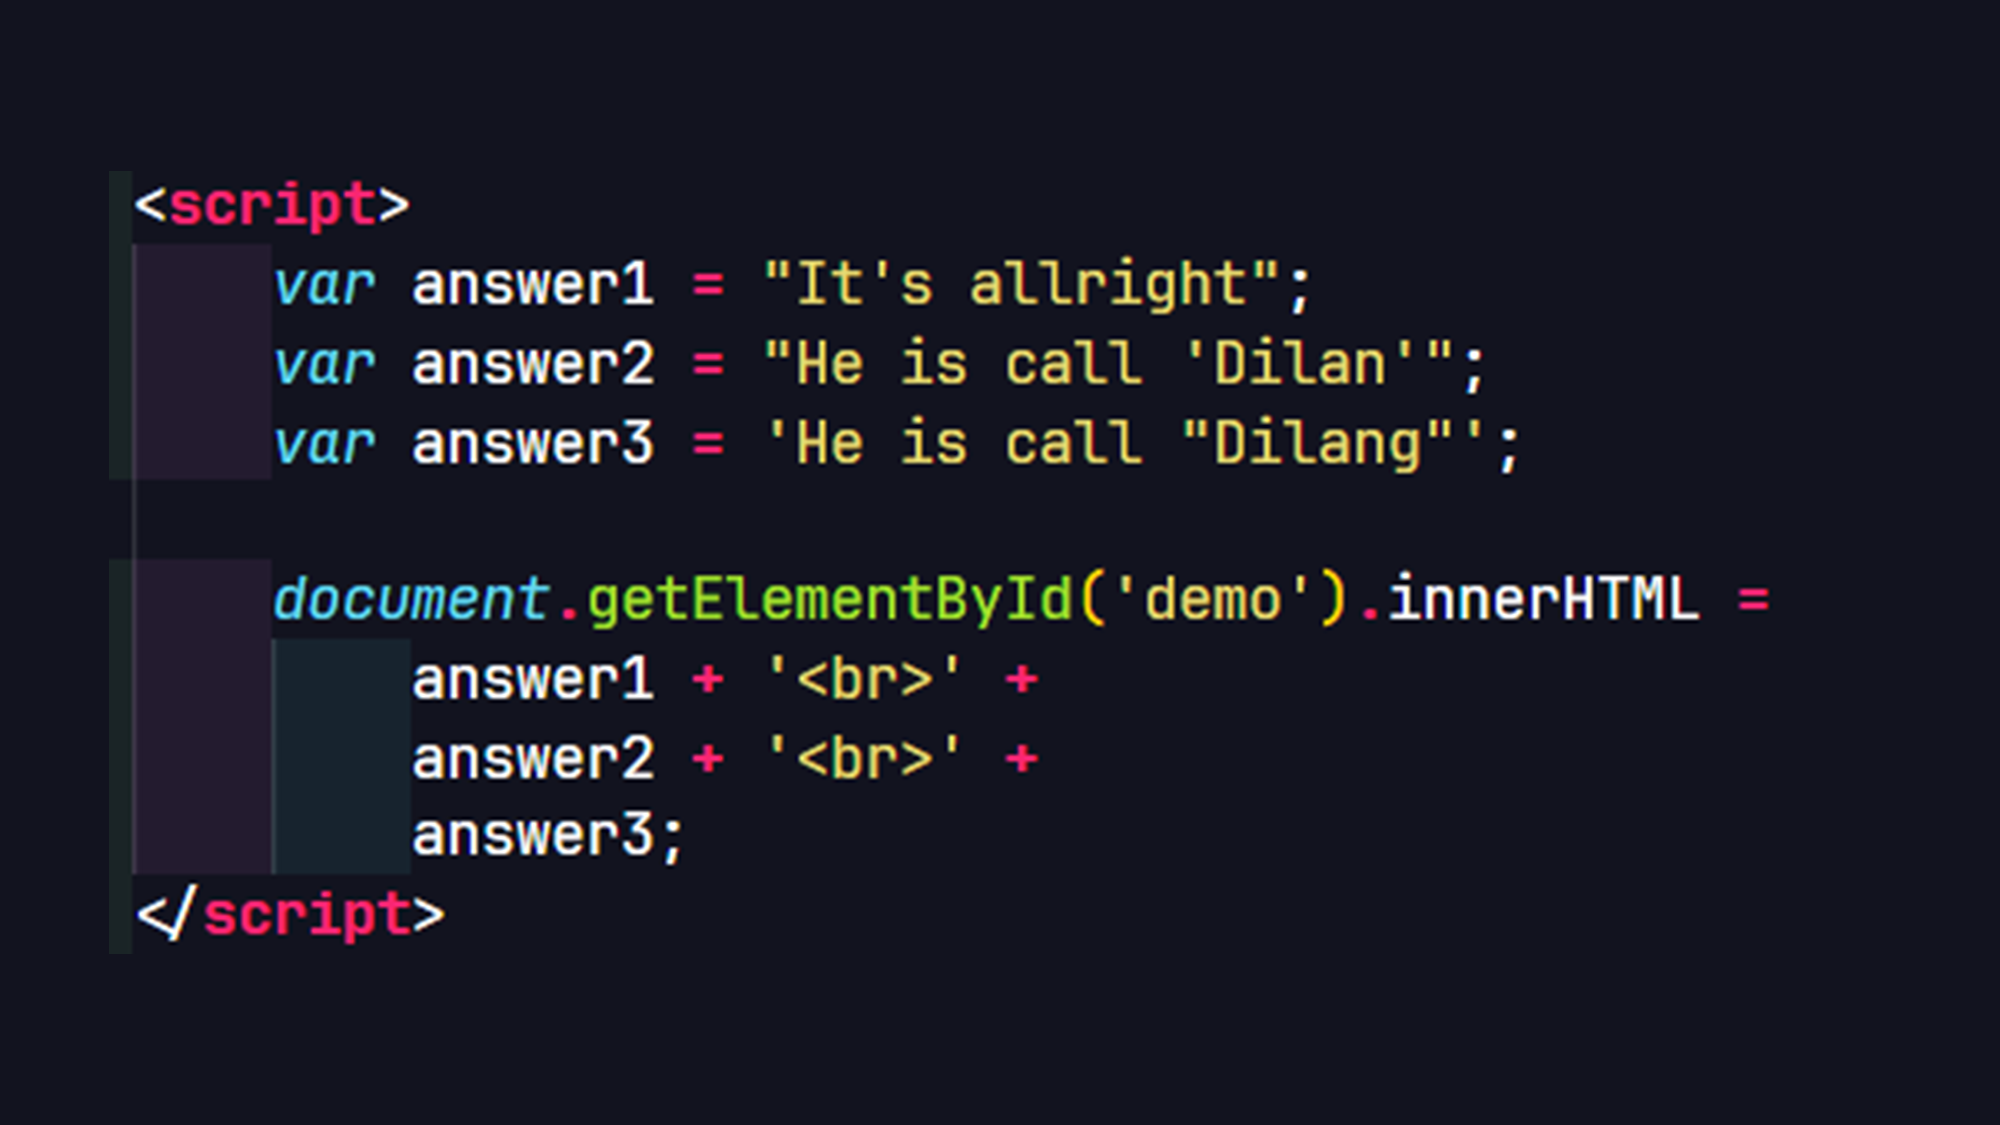 <script>
var answer1 = "It's allright";
var answer2 = "He is call 'Dilan'";
var answer3 = 'He is call "Dilang"';
document.getElementById('demo').innerHTML =
answer1 + '<br>' +
answer2 + '<br>' +
answer3;
</script>